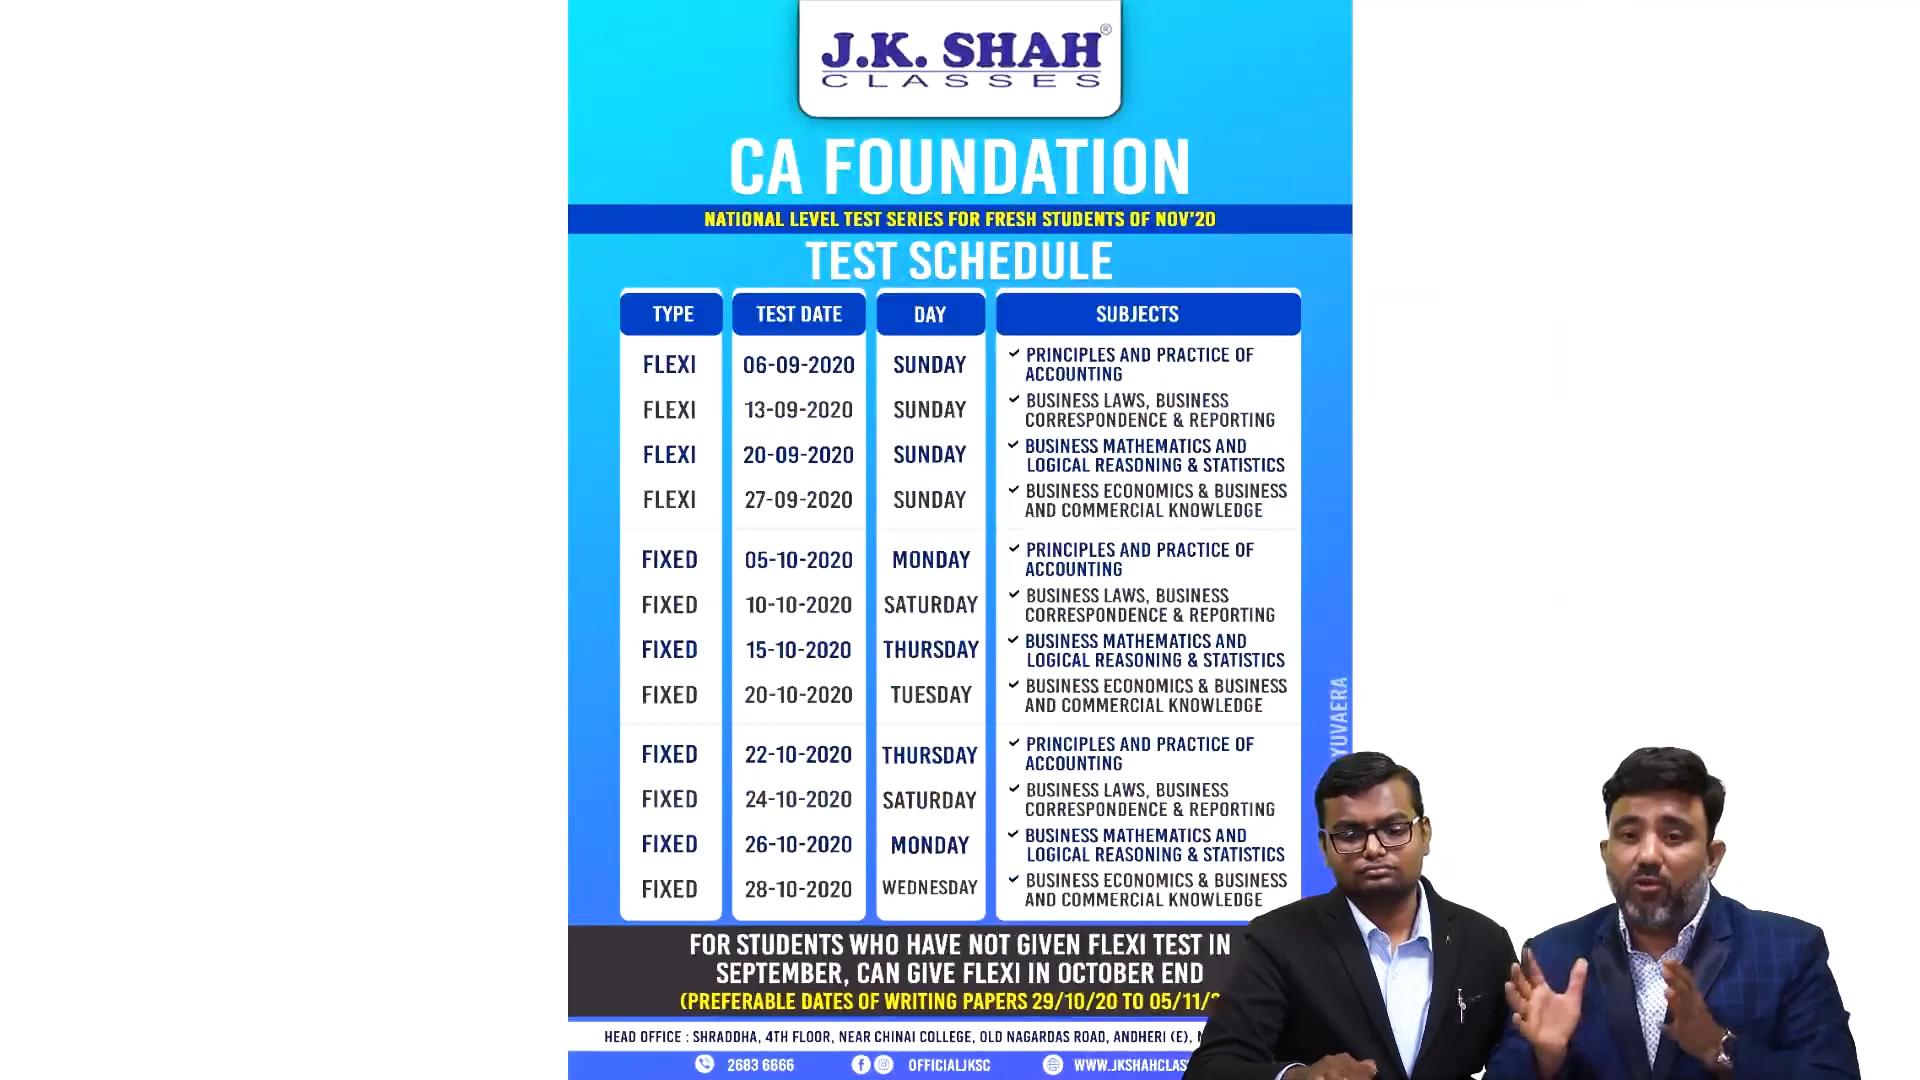 J.K. SHAH®
CLASSES
CA FOUNDATION
NATIONAL LEVEL TEST SERIES FOR FRESH STUDENTS OF NOV'20
TEST SCHEDULE
TYPE TEST DATE DAY SUBJECTS
FLEXI 06-09-2020 SUNDAY ✓ PRINCIPLES AND PRACTICE OF
ACCOUNTING
FLEXI 13-09-2020 SUNDAY ✓ BUSINESS LAWS, BUSINESS
CORRESPONDENCE & REPORTING
FLEXI 20-09-2020 SUNDAY ✓ BUSINESS MATHEMATICS AND
LOGICAL REASONING & STATISTICS
FLEXI 27-09-2020 SUNDAY ✓ BUSINESS ECONOMICS & BUSINESS
AND COMMERCIAL KNOWLEDGE
FIXED 05-10-2020 MONDAY ✓ PRINCIPLES AND PRACTICE OF
ACCOUNTING
FIXED 10-10-2020 SATURDAY ✓ BUSINESS LAWS, BUSINESS
CORRESPONDENCE & REPORTING
FIXED 15-10-2020 THURSDAY ✓ BUSINESS MATHEMATICS AND
LOGICAL REASONING & STATISTICS
FIXED 20-10-2020 TUESDAY ✓ BUSINESS ECONOMICS & BUSINESS
AND COMMERCIAL KNOWLEDGE
FIXED 22-10-2020 THURSDAY ✓ PRINCIPLES AND PRACTICE OF
ACCOUNTING
FIXED 24-10-2020 SATURDAY ✓ BUSINESS LAWS, BUSINESS
CORRESPONDENCE & REPORTING
FIXED 26-10-2020 MONDAY ✓ BUSINESS MATHEMATICS AND
LOGICAL REASONING & STATISTICS
FIXED 28-10-2020 WEDNESDAY ✓ BUSINESS ECONOMICS & BUSINESS
AND COMMERCIAL KNOWLEDGE
YUVAERA
FOR STUDENTS WHO HAVE NOT GIVEN FLEXI TEST IN
SEPTEMBER, CAN GIVE FLEXI IN OCTOBER END
(PREFERABLE DATES OF WRITING PAPERS 29/10/20 TO 05/11/
HEAD OFFICE : SHRADDHA, 4TH FLOOR, NEAR CHINAI COLLEGE, OLD NAGARDAS ROAD, ANDHERI (E),
2683 6666 OFFICIALJKSC WWW.JKSHAHCLAS